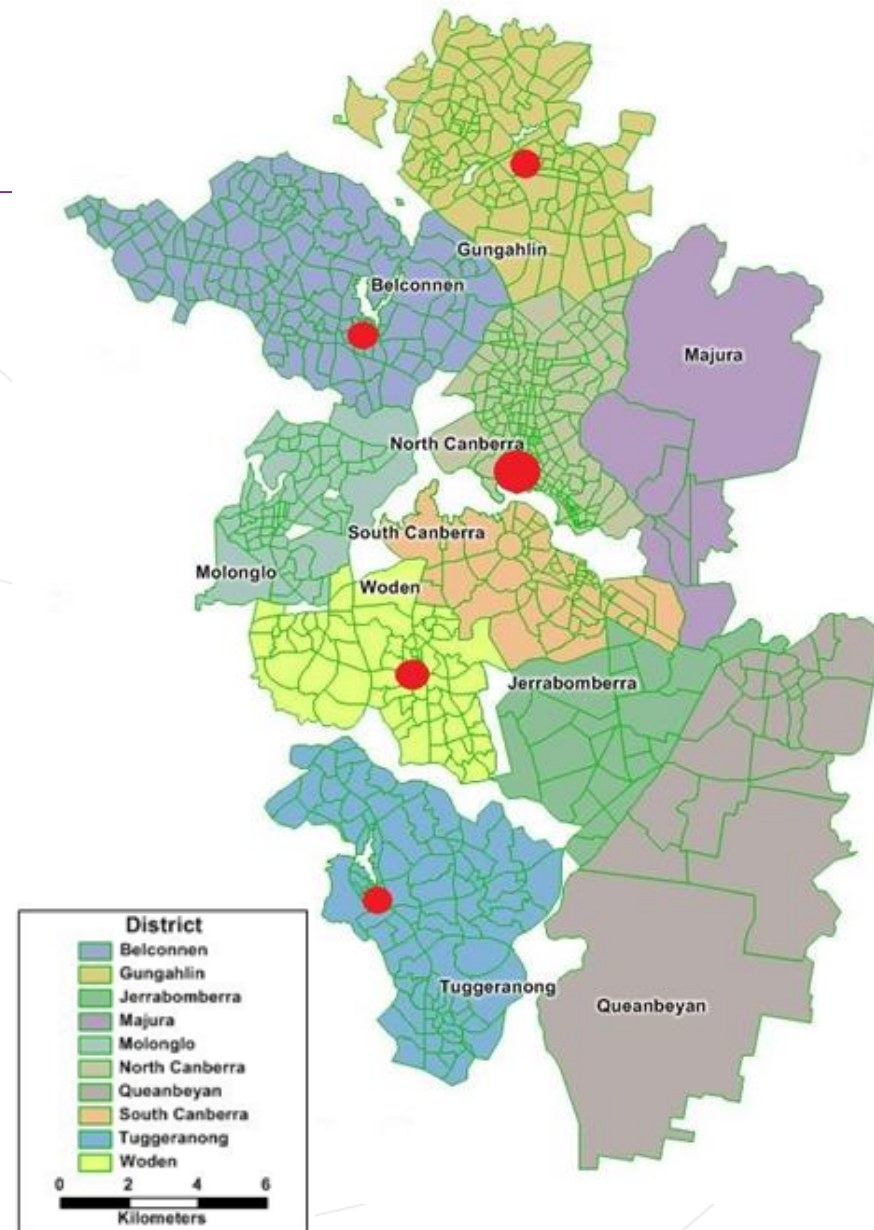 Gungahlin
Belconnen
Majura
North Canberra
South Canberra
Molonglo
Woden
Jerrabomberra
Tuggeranong
Queanbeyan
District
Belconnen
Gungahlin
Jerrabomberra
Majura
Molonglo
North Canberra
Queanbeyan
South Canberra
Tuggeranong
Woden
0 2 4 6
Kilometers